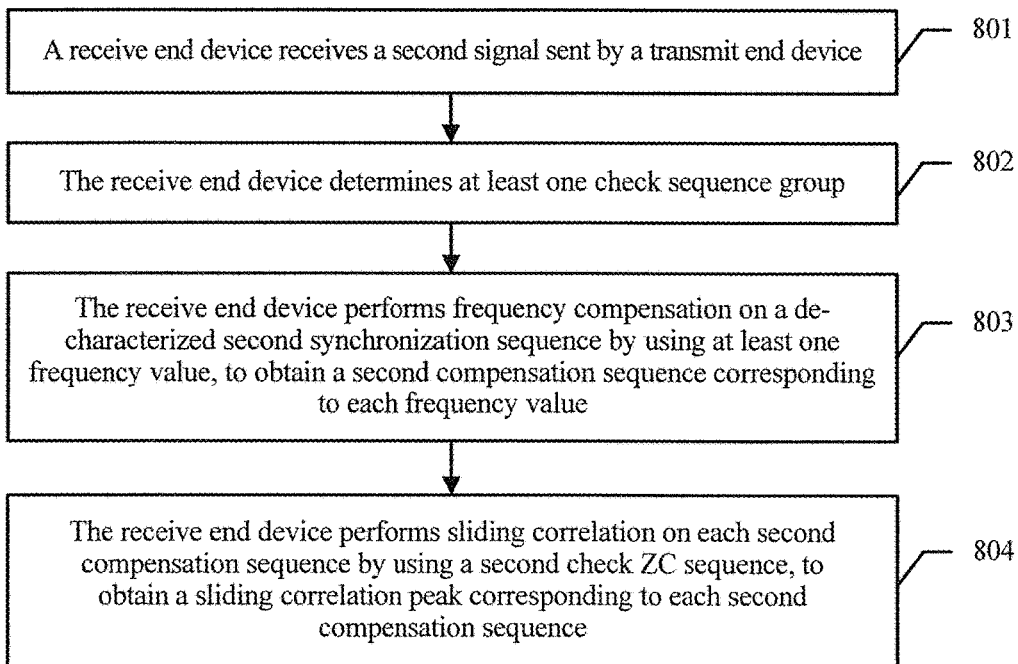 A receive end device receives a second signal sent by a transmit end device
801
The receive end device determines at least one check sequence group
802
The receive end device performs frequency compensation on a de-
characterized second synchronization sequence by using at least one
frequency value, to obtain a second compensation sequence corresponding
to each frequency value
803
The receive end device performs sliding correlation on each second
compensation sequence by using a second check ZC sequence, to
obtain a sliding correlation peak corresponding to each second
compensation sequence
804